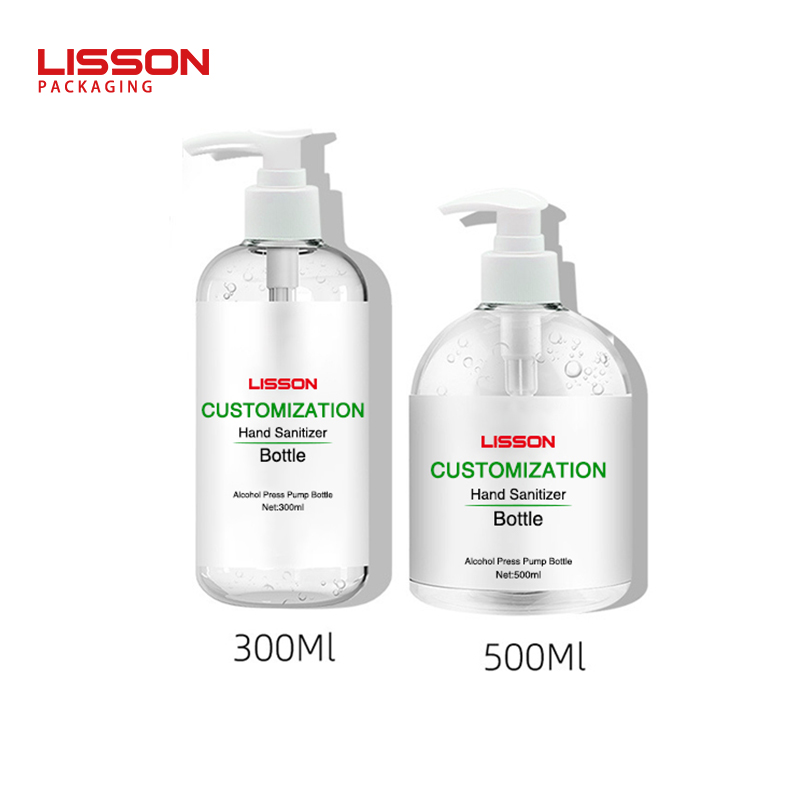 LISSON
PACKAGING
LISSON
CUSTOMIZATION
Hand Sanitizer
Bottle
Alcohol Press Pump Bottle
Net:300ml
LISSON
CUSTOMIZATION
Hand Sanitizer
Bottle
Alcohol Press Pump Bottle
Net:500ml
300Ml
500Ml